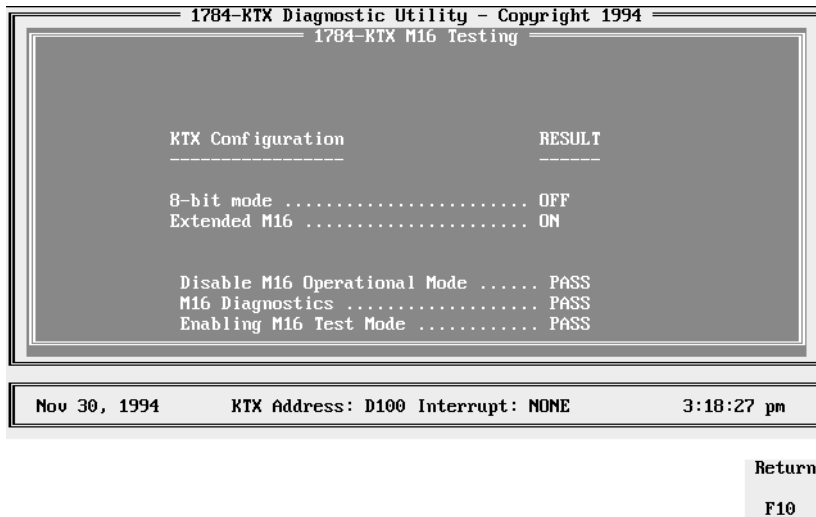 1784-KTX Diagnostic Utility - Copyright 1994
1784-KTX M16 Testing
KTX Configuration RESULT
----------------- ------
8-bit mode ........................ OFF
Extended M16 ...................... ON
Disable M16 Operational Mode ...... PASS
M16 Diagnostics ................... PASS
Enabling M16 Test Mode ............ PASS
Nov 30, 1994 KTX Address: D100 Interrupt: NONE 3:18:27 pm
Return
F10